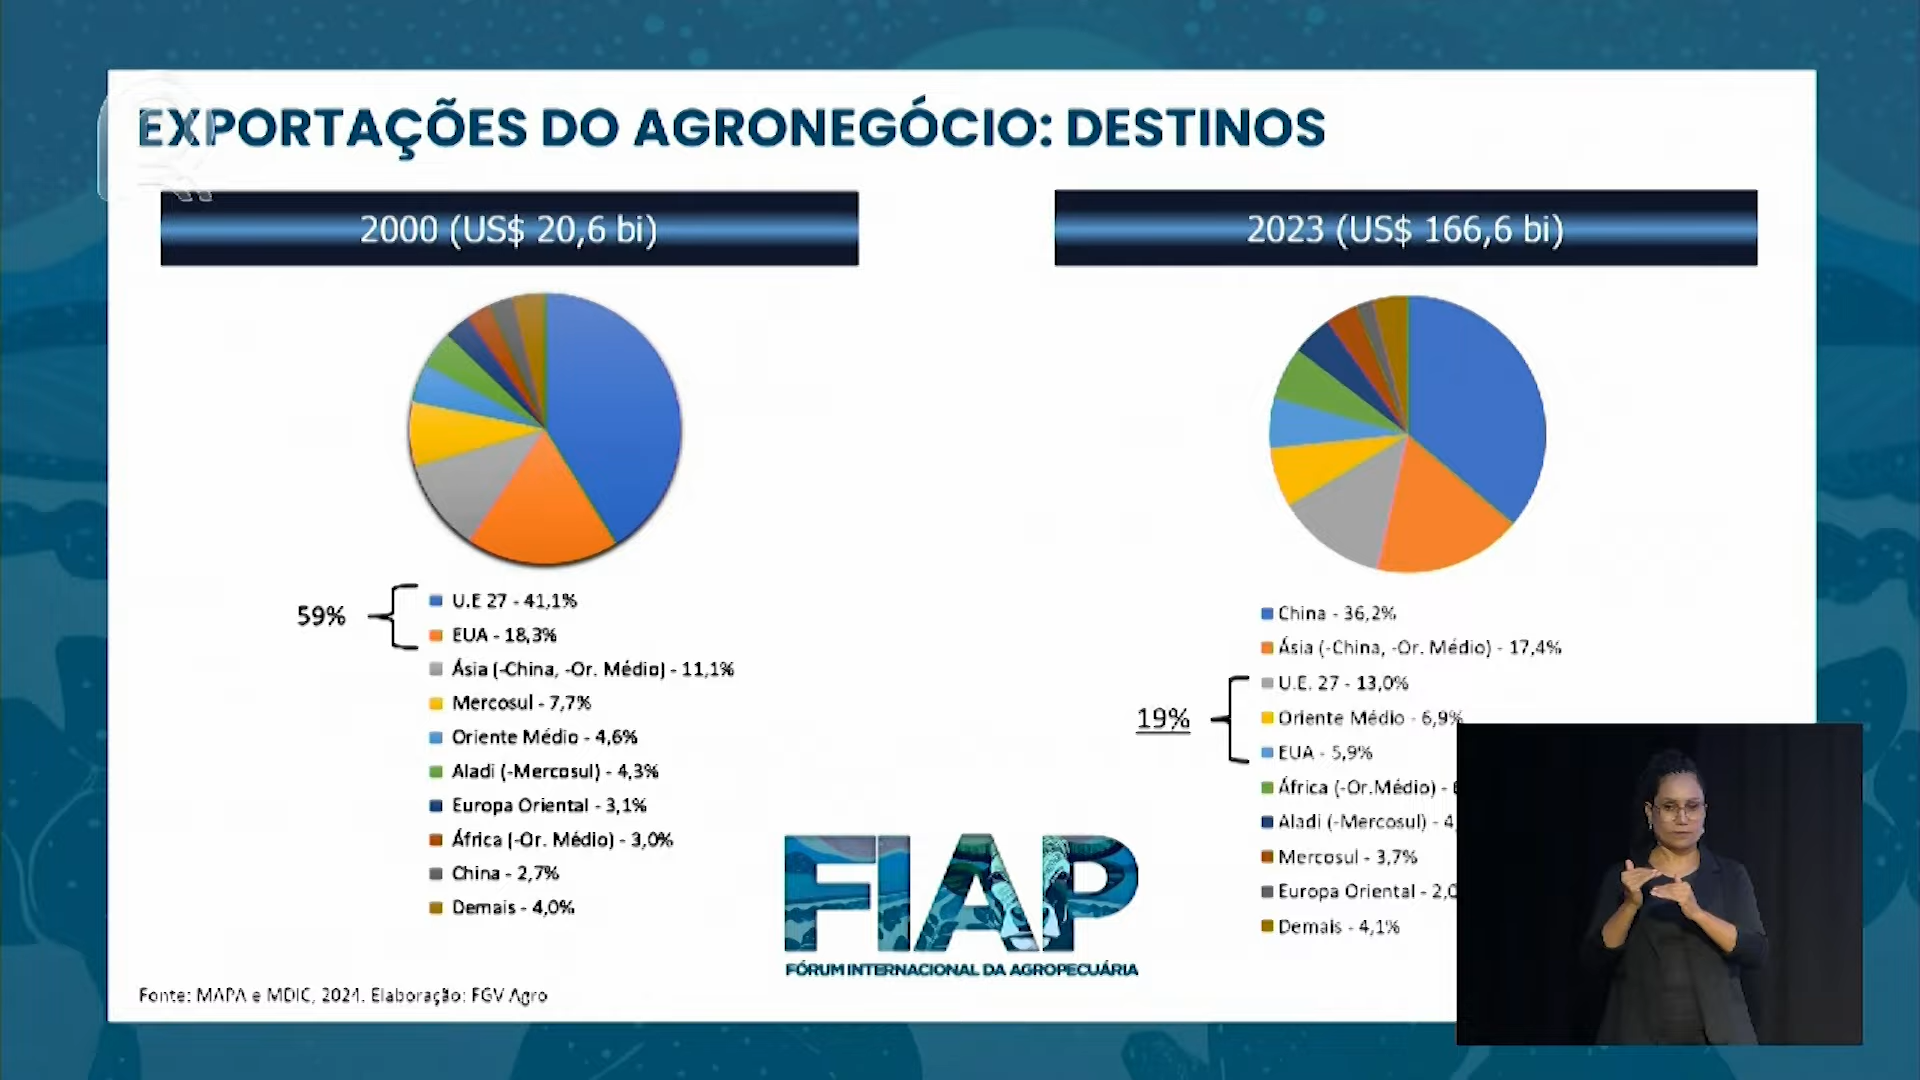 EXPORTAÇÕES DO AGRONEGÓCIO: DESTINOS
2000 (US$ 20,6 bi)
59%
U.E 27 - 41,1%
EUA - 18,3%
Ásia (-China, -Or. Médio) - 11,1%
Mercosul - 7,7%
Oriente Médio - 4,6%
Aladi (-Mercosul) - 4,3%
Europa Oriental - 3,1%
África (-Or. Médio) - 3,0%
China - 2,7%
Demais - 4,0%
2023 (US$ 166,6 bi)
19%
China - 36,2%
Ásia (-China, -Or. Médio) - 17,4%
U.E. 27 - 13,0%
Oriente Médio - 6,9%
EUA - 5,9%
África (-Or.Médio) -
Aladi (-Mercosul) - 4,
Mercosul - 3,7%
Europa Oriental - 2,0
Demais - 4,1%
FIAP
FÓRUM INTERNACIONAL DA AGROPECUÁRIA
Fonte: MAPA e MDIC, 2024. Elaboração: FGV Agro